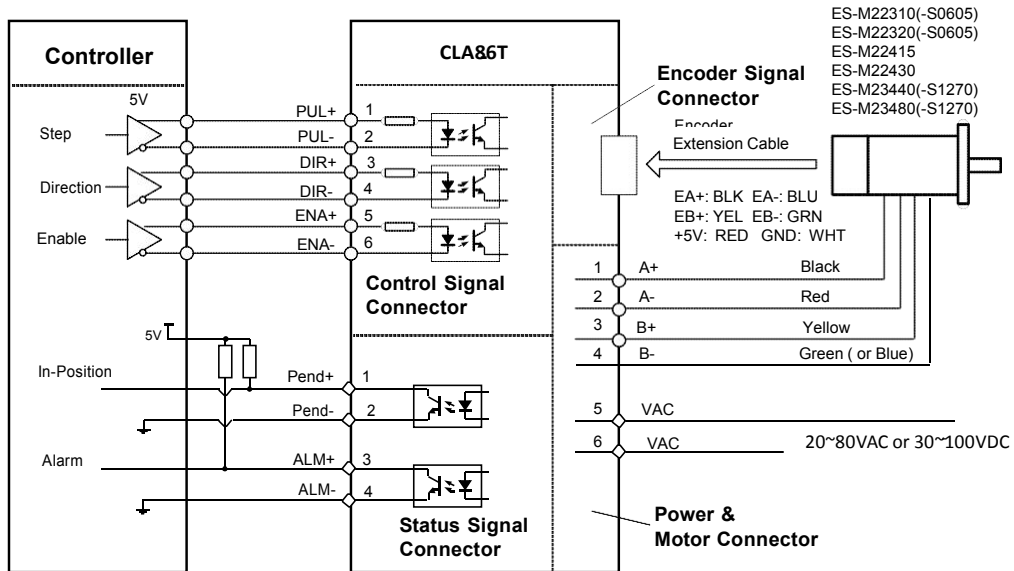 ES-M22310(-S0605)
ES-M22320(-S0605)
ES-M22415
ES-M22430
ES-M23440(-S1270)
ES-M23480(-S1270)
Controller
CLA86T
Encoder Signal
Connector
Encoder
Extension Cable
5V
Step
PUL+ 1
PUL- 2
Direction
DIR+ 3
DIR- 4
Enable
ENA+ 5
ENA- 6
EA+: BLK EA-: BLU
EB+: YEL EB-: GRN
+5V: RED GND: WHT
Control Signal
Connector
1 A+ Black
2 A- Red
3 B+ Yellow
4 B- Green ( or Blue)
5V
In-Position
Pend+ 1
Pend- 2
Alarm
ALM+ 3
ALM- 4
5 VAC
6 VAC
20~80VAC or 30~100VDC
Status Signal
Connector
Power &
Motor Connector